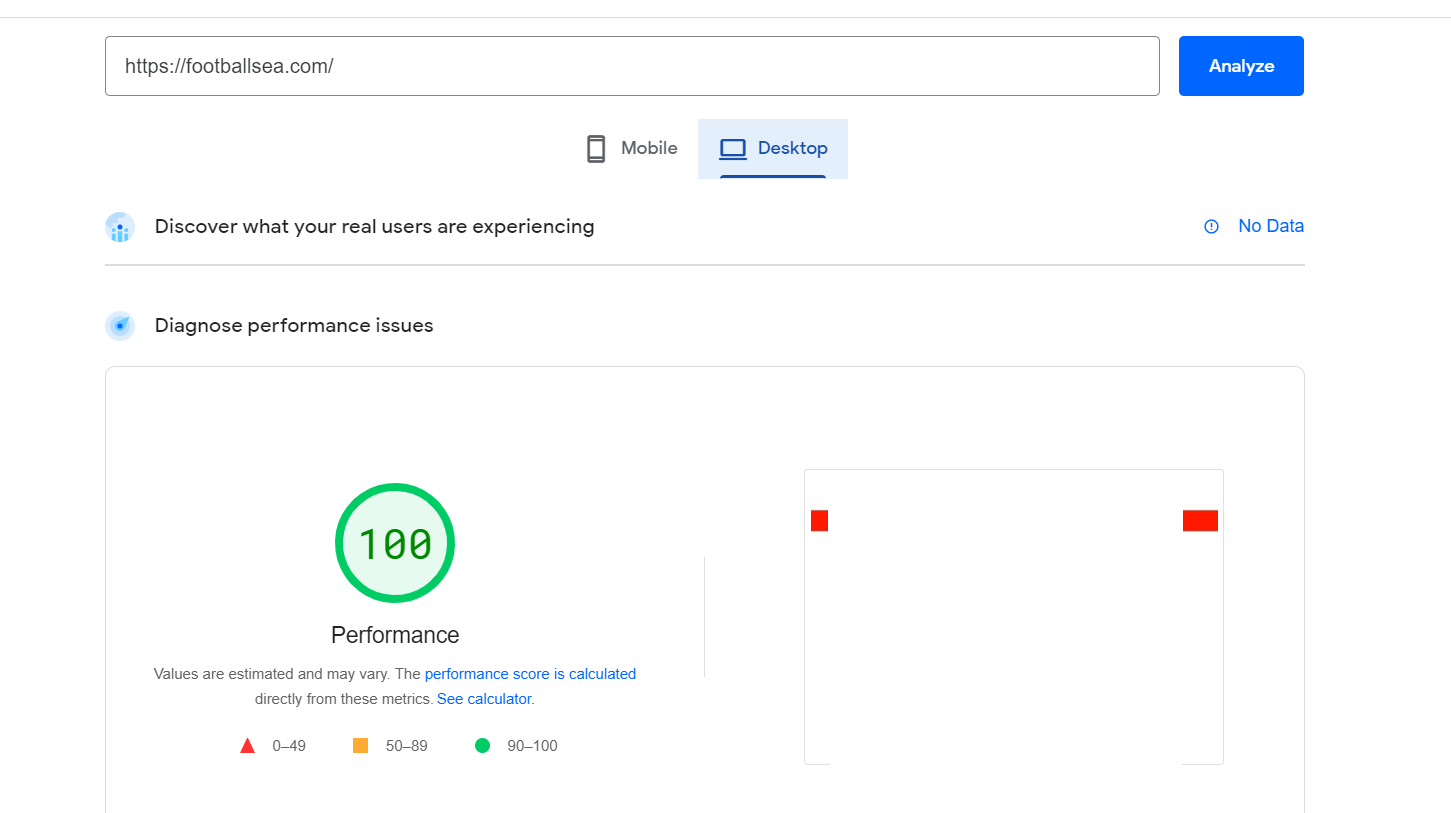 https://footballsea.com/
Analyze
Mobile
Desktop
Discover what your real users are experiencing
No Data
Diagnose performance issues
100
Performance
Values are estimated and may vary. The performance score is calculated
directly from these metrics. See calculator.
0–49
50–89
90–100